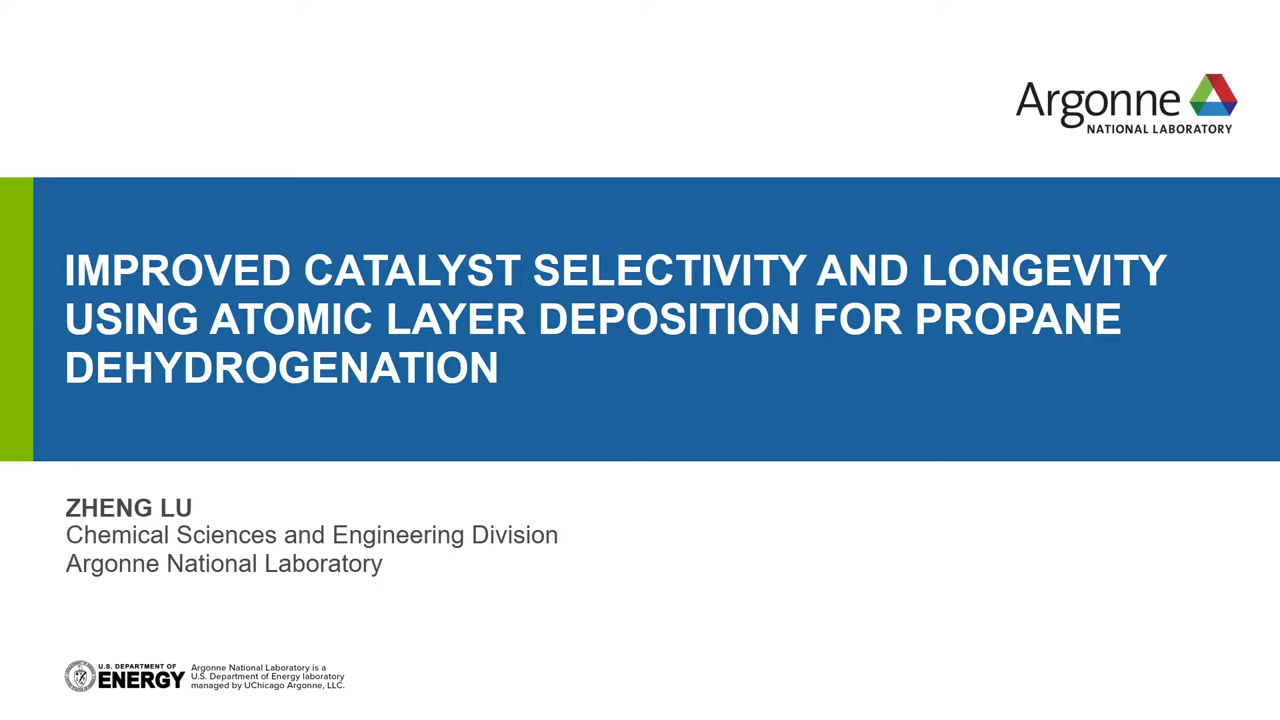 Argonne
NATIONAL LABORATORY
IMPROVED CATALYST SELECTIVITY AND LONGEVITY
USING ATOMIC LAYER DEPOSITION FOR PROPANE
DEHYDROGENATION
ZHENG LU
Chemical Sciences and Engineering Division
Argonne National Laboratory
U.S. DEPARTMENT OF
ENERGY
Argonne National Laboratory is a
U.S. Department of Energy laboratory
managed by UChicago Argonne, LLC.